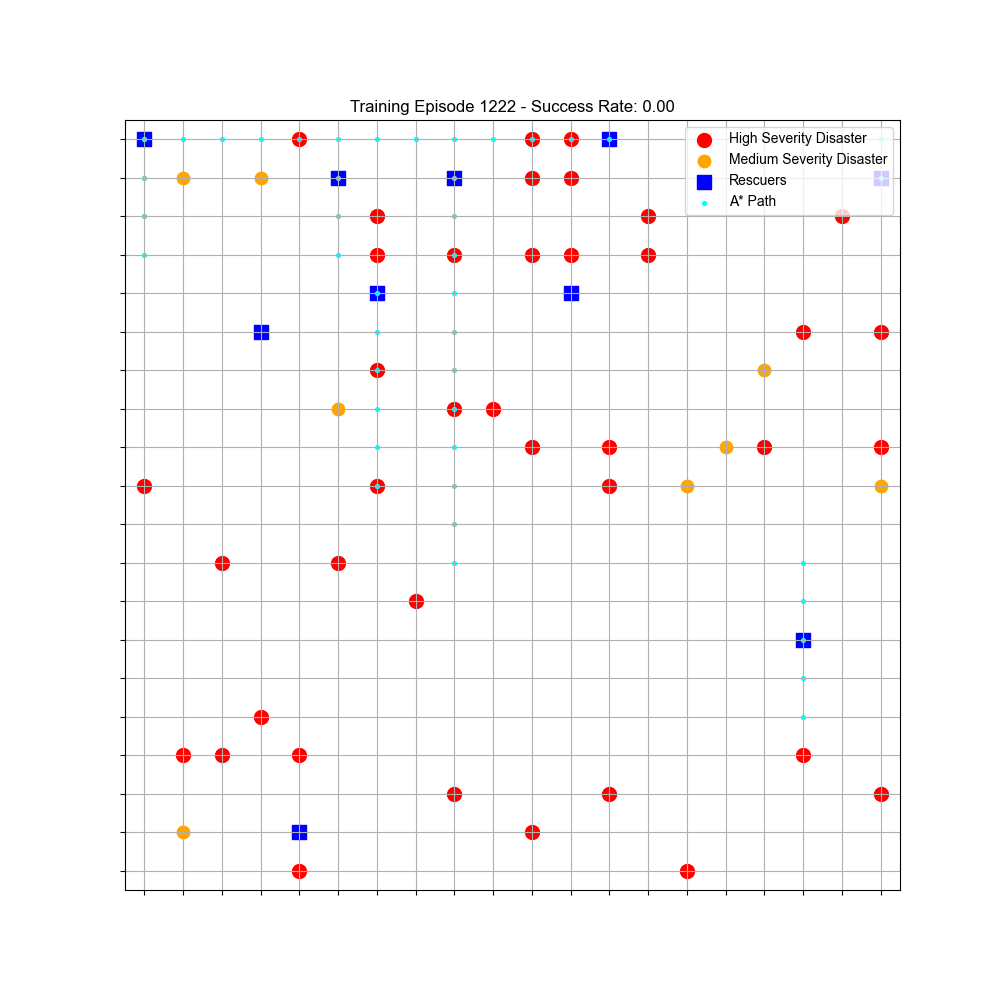 Training Episode 1222 - Success Rate: 0.00
High Severity Disaster
Medium Severity Disaster
Rescuers
A* Path